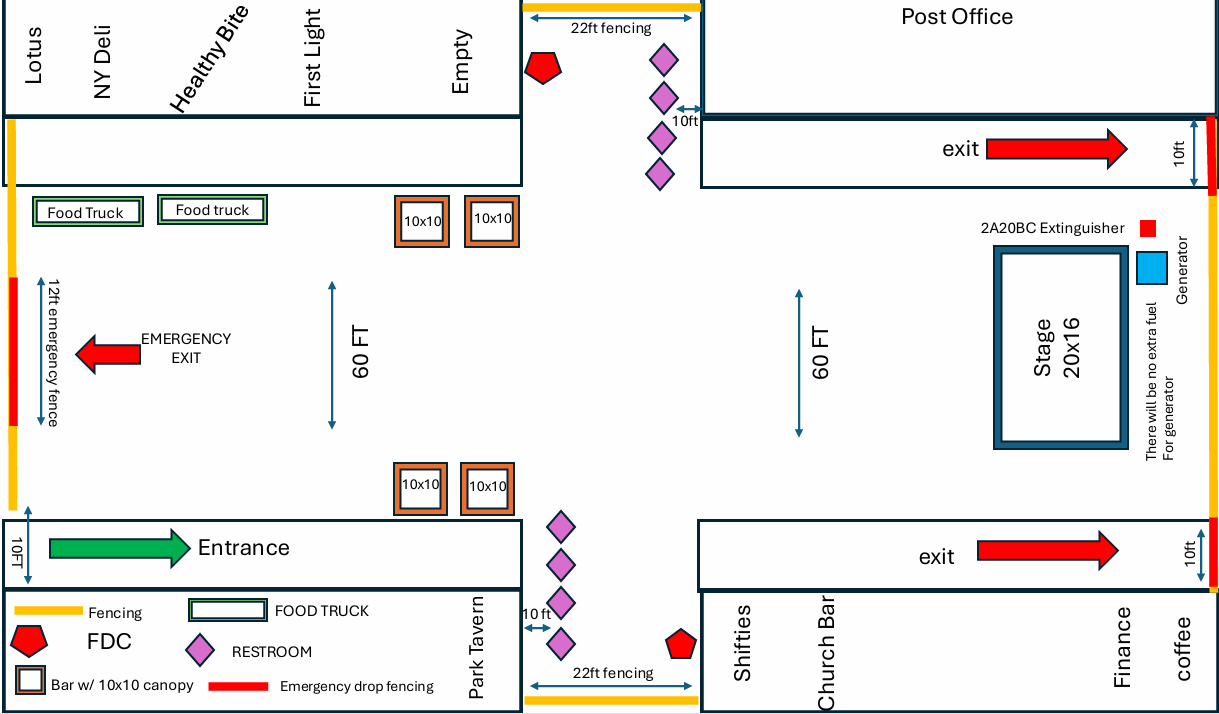 Lotus
NY Deli
Healthy Bite
First Light
Empty
22ft fencing
Post Office
10ft
exit
10ft
Food Truck
Food truck
10x10
10x10
2A20BC Extinguisher
Generator
12ft emergency fence
EMERGENCY
EXIT
60 FT
60 FT
Stage
20x16
There will be no extra fuel
For generator
10x10
10x10
10FT
Entrance
exit
10ft
Fencing
FOOD TRUCK
FDC
RESTROOM
Bar w/ 10x10 canopy
Emergency drop fencing
Park Tavern
10 ft
22ft fencing
Shifties
Church Bar
Finance
coffee